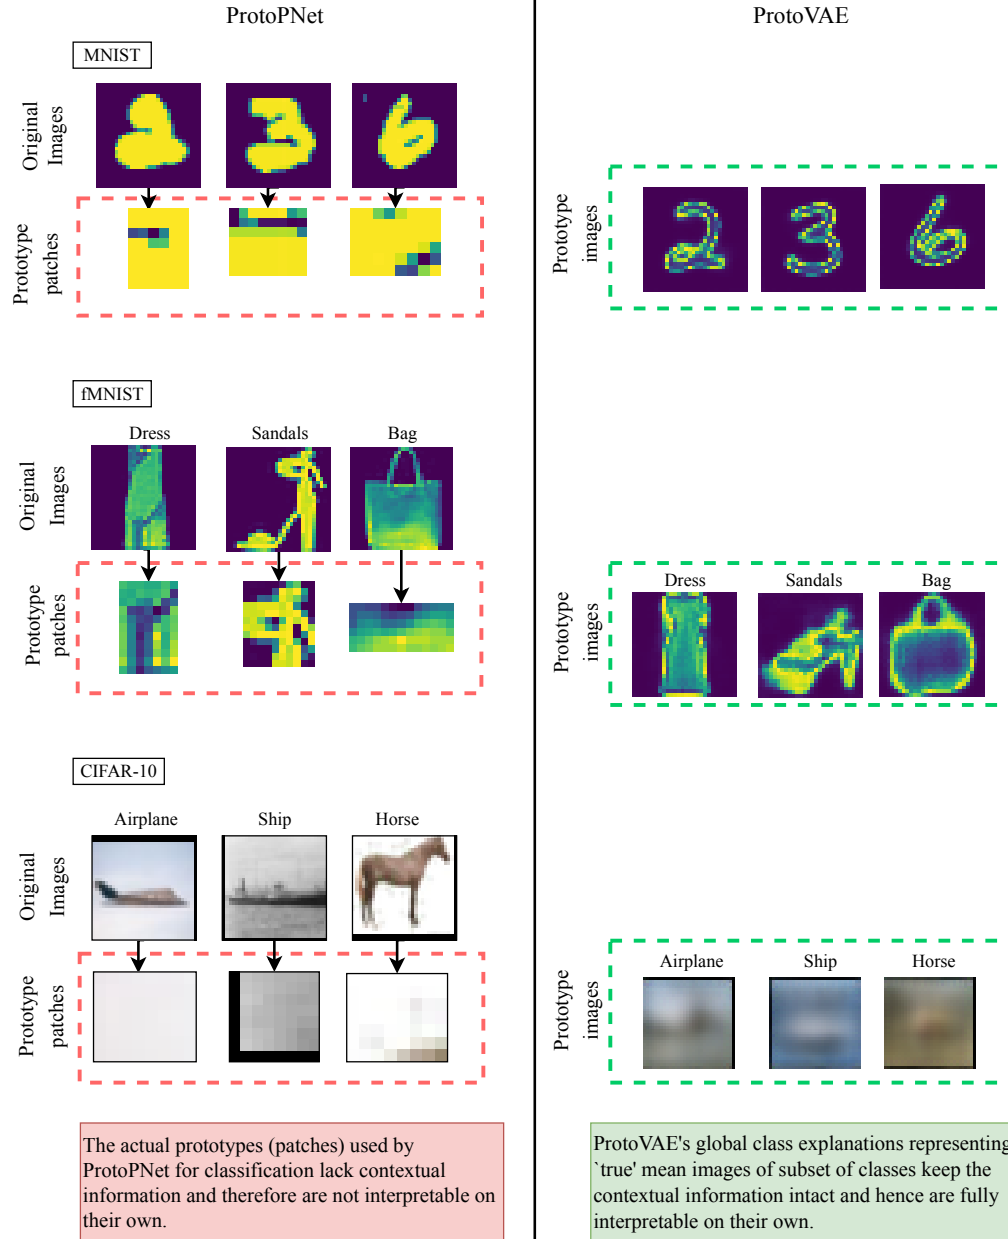 ProtoPNet
ProtoVAE
MNIST
Original
Images
Prototype
patches
Prototype
images
fMNIST
Dress
Sandals
Bag
Original
Images
Prototype
patches
Dress
Sandals
Bag
Prototype
images
CIFAR-10
Airplane
Ship
Horse
Original
Images
Prototype
patches
Airplane
Ship
Horse
Prototype
images
The actual prototypes (patches) used by
ProtoPNet for classification lack contextual
information and therefore are not interpretable on
their own.
ProtoVAE's global class explanations representing
`true' mean images of subset of classes keep the
contextual information intact and hence are fully
interpretable on their own.